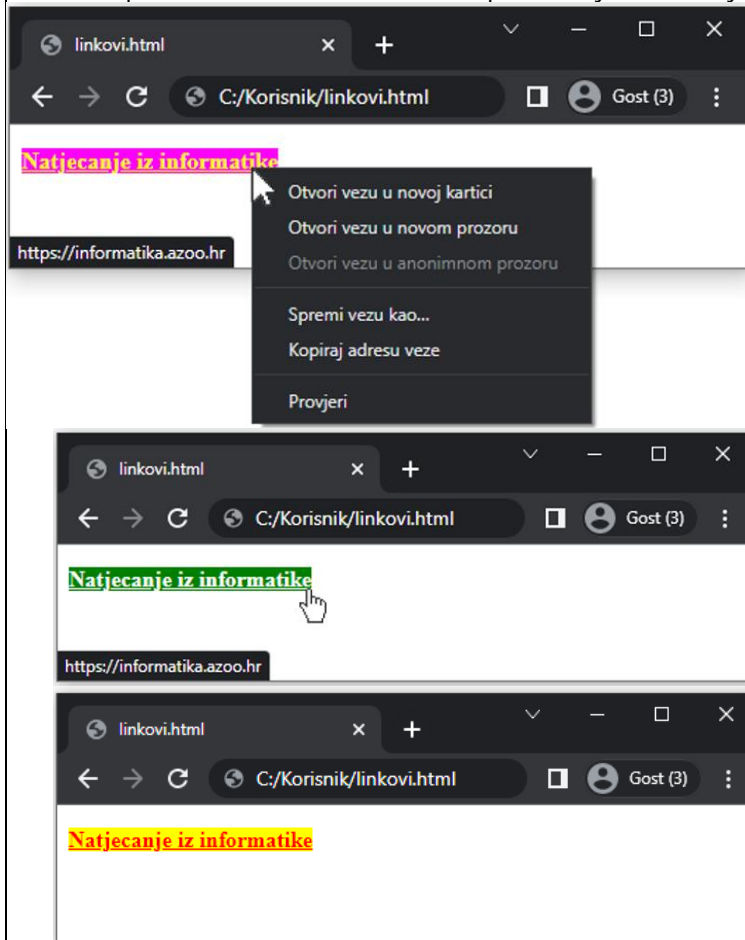 linkovi.html
C:/Korisnik/linkovi.html Gost (3)
Natjecanje iz informatike
Otvori vezu u novoj kartici
Otvori vezu u novom prozoru
Otvori vezu u anonimnom prozoru
Spremi vezu kao...
Kopiraj adresu veze
Provjeri
https://informatika.azoo.hr
linkovi.html
C:/Korisnik/linkovi.html Gost (3)
Natjecanje iz informatike
https://informatika.azoo.hr
linkovi.html
C:/Korisnik/linkovi.html Gost (3)
Natjecanje iz informatike